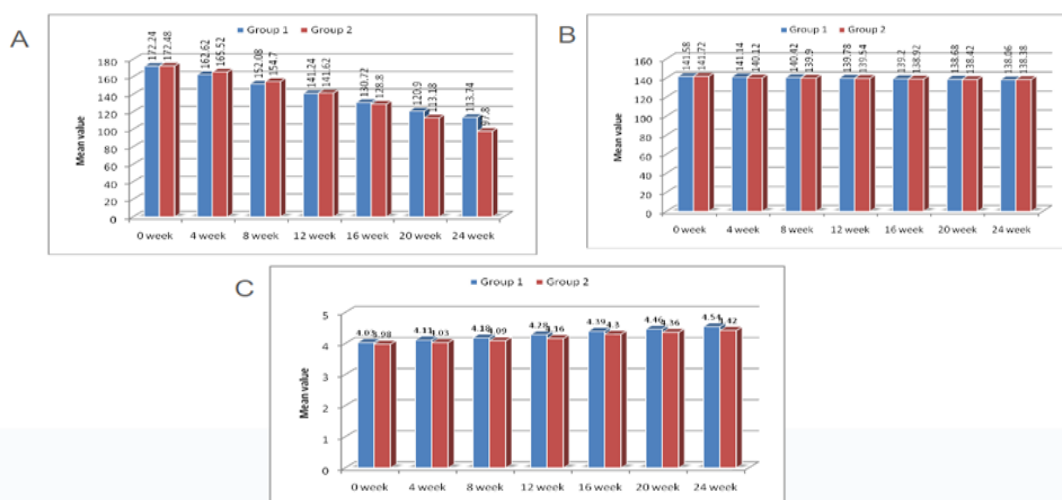 A
Group 1 Group 2
Mean value
180
160
140
120
100
80
60
40
20
0
172.24 172.48 162.62 165.52 152.08 154.7 141.24 141.62 130.72 128.8 120.9 113.18 113.74 97.8
0 week 4 week 8 week 12 week 16 week 20 week 24 week
B
Group 1 Group 2
Mean value
160
140
120
100
80
60
40
20
0
141.58 141.72 141.14 140.12 140.42 139.9 139.78 139.54 139.2 138.92 138.68 138.42 138.06 138.38
0 week 4 week 8 week 12 week 16 week 20 week 24 week
C
Group 1 Group 2
Mean value
5
4
3
2
1
0
4.03 3.98 4.11 4.03 4.18 4.09 4.28 4.16 4.39 4.3 4.46 4.36 4.54 4.42
0 week 4 week 8 week 12 week 16 week 20 week 24 week